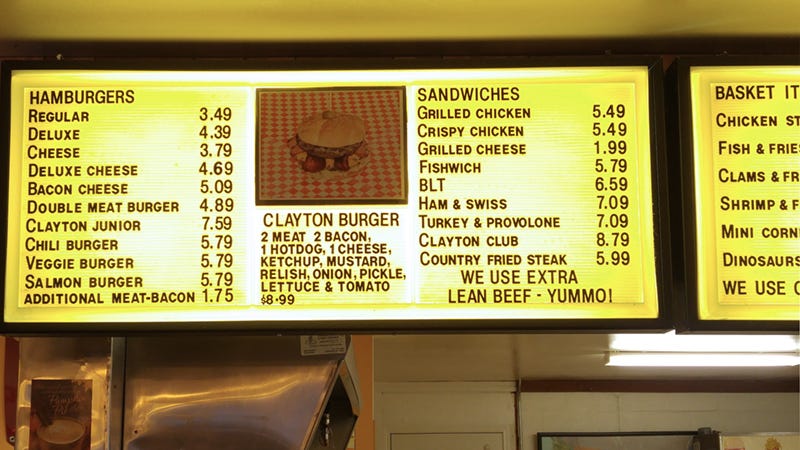 HAMBURGERS
REGULAR 3.49
DELUXE 4.39
CHEESE 3.79
DELUXE CHEESE 4.69
BACON CHEESE 5.09
DOUBLE MEAT BURGER 4.89
CLAYTON JUNIOR 7.59
CHILI BURGER 5.79
VEGGIE BURGER 5.79
SALMON BURGER 5.79
ADDITIONAL MEAT-BACON 1.75
CLAYTON BURGER
2 MEAT 2 BACON,
1 HOTDOG, 1 CHEESE,
KETCHUP, MUSTARD,
RELISH, ONION, PICKLE,
LETTUCE & TOMATO
$8.99
SANDWICHES
GRILLED CHICKEN 5.49
CRISPY CHICKEN 5.49
GRILLED CHEESE 1.99
FISHWICH 5.79
BLT 6.59
HAM & SWISS 7.09
TURKEY & PROVOLONE 7.09
CLAYTON CLUB 8.79
COUNTRY FRIED STEAK 5.99
WE USE EXTRA
LEAN BEEF - YUMMO!
BASKET IT
CHICKEN ST
FISH & FRIE
CLAMS & FR
SHRIMP & F
MINI CORN
DINOSAURS
WE USE